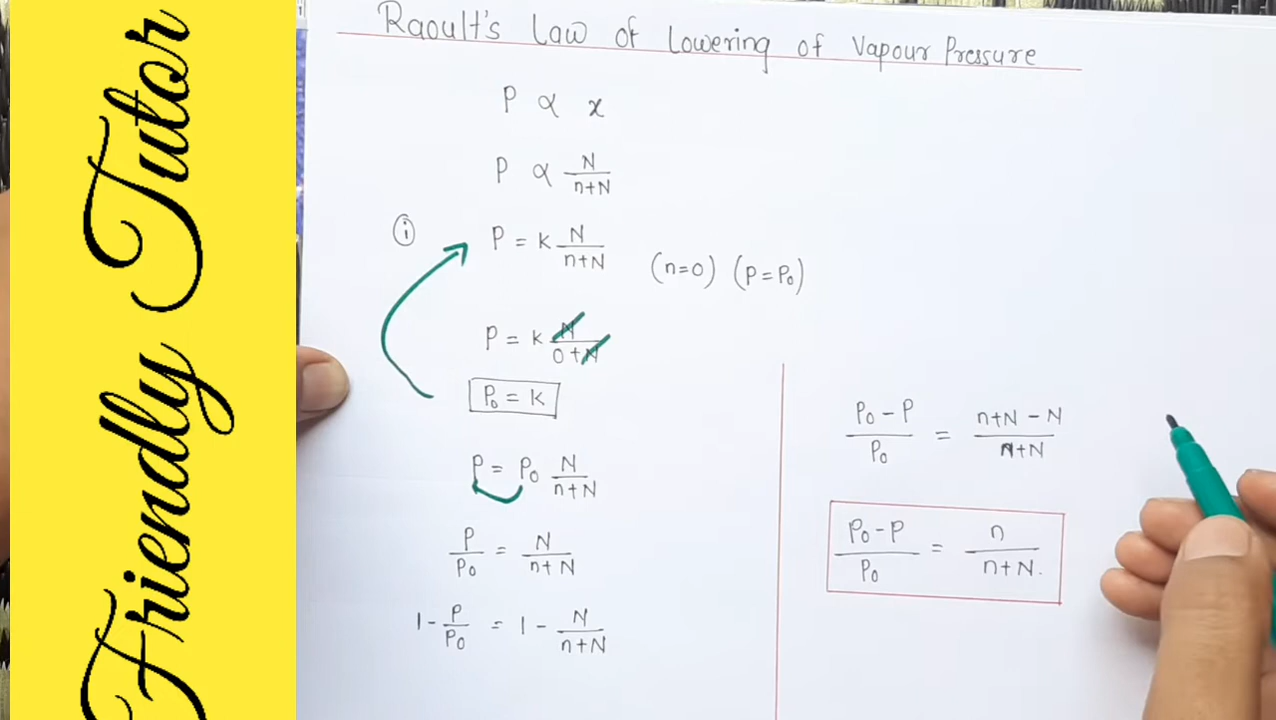 Friendly Tutor
Raoult's Law of Lowering of Vapour Pressure
P ∝ x
P ∝ N/(n+N)
(i) P = k N/(n+N) (n=0) (P=P₀)
P = k N/(0+N)
P₀ = k
P = P₀ N/(n+N)
P/P₀ = N/(n+N)
1 - P/P₀ = 1 - N/(n+N)
(P₀-P)/P₀ = (n+N-N)/(n+N)
(P₀-P)/P₀ = n/(n+N).